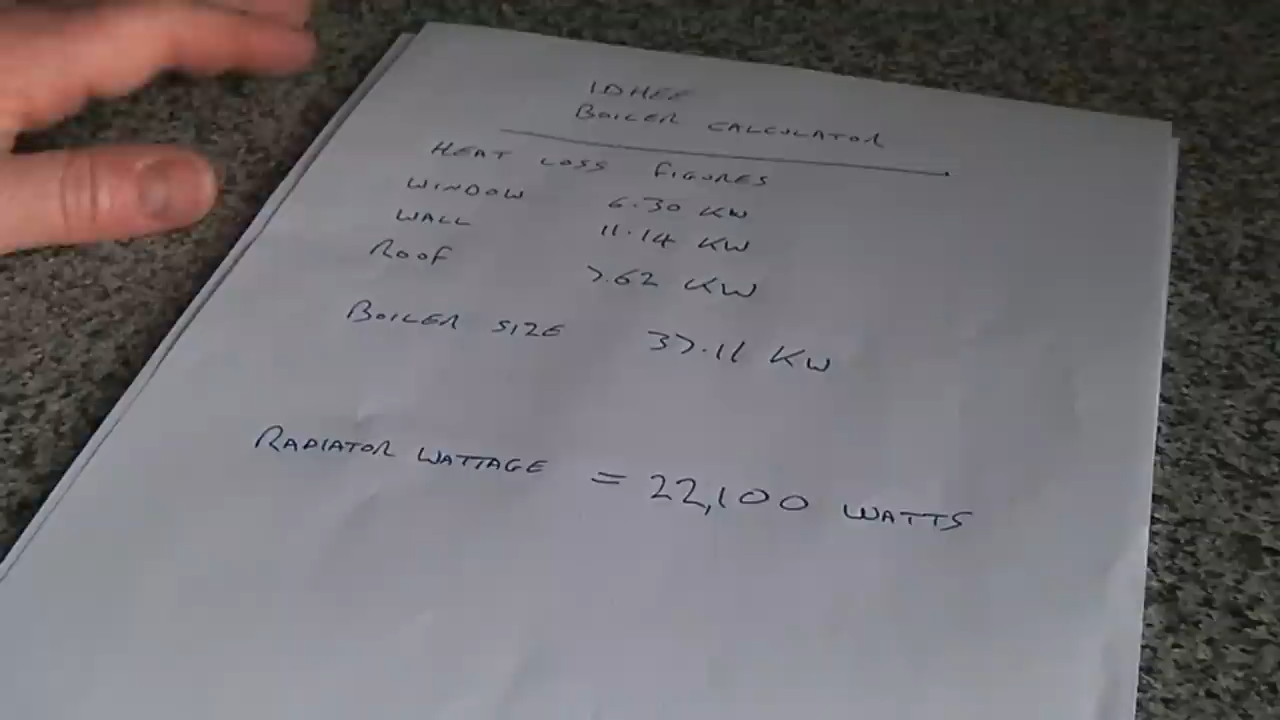 IDHEE
BOILER CALCULATOR
HEAT LOSS FIGURES
WINDOW 6.30 KW
WALL 11.14 KW
ROOF 7.62 KW
BOILER SIZE 37.11 KW
RADIATOR WATTAGE = 22,100 WATTS